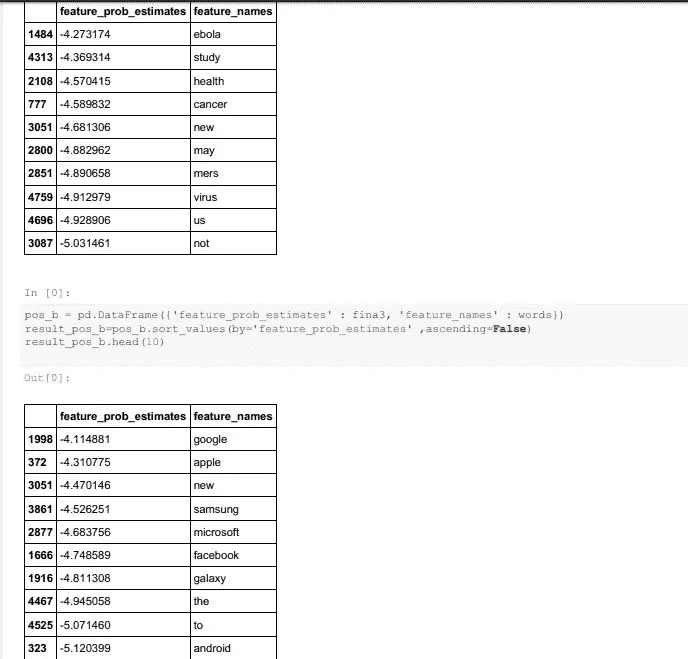 feature_prob_estimates feature_names
1484 -4.273174 ebola
4313 -4.369314 study
2108 -4.570415 health
777 -4.589832 cancer
3051 -4.681306 new
2800 -4.882962 may
2851 -4.890658 mers
4759 -4.912979 virus
4696 -4.928906 us
3087 -5.031461 not
In [0]:
pos_b = pd.DataFrame({'feature_prob_estimates' : fina3, 'feature_names' : words})
result_pos_b=pos_b.sort_values(by='feature_prob_estimates' ,ascending=False)
result_pos_b.head(10)
Out[0]:
feature_prob_estimates feature_names
1998 -4.114881 google
372 -4.310775 apple
3051 -4.470146 new
3861 -4.526251 samsung
2877 -4.683756 microsoft
1666 -4.748589 facebook
1916 -4.811308 galaxy
4467 -4.945058 the
4525 -5.071460 to
323 -5.120399 android